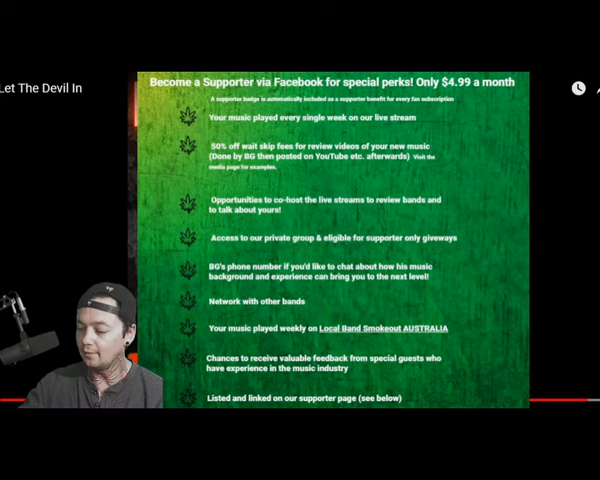 Let The Devil In
Become a Supporter via Facebook for special perks! Only $4.99 a month
A supporter badge is automatically included as a supporter benefit for every fan subscription
Your music played every single week on our live stream
50% off wait skip fees for review videos of your new music
(Done by BG then posted on YouTube etc. afterwards) Visit the
media page for examples.
Opportunities to co-host the live streams to review bands and
to talk about yours!
Access to our private group & eligible for supporter only giveways
BG's phone number if you'd like to chat about how his music
background and experience can bring you to the next level!
Network with other bands
Your music played weekly on Local Band Smokeout AUSTRALIA
Chances to receive valuable feedback from special guests who
have experience in the music industry
Listed and linked on our supporter page (see below)